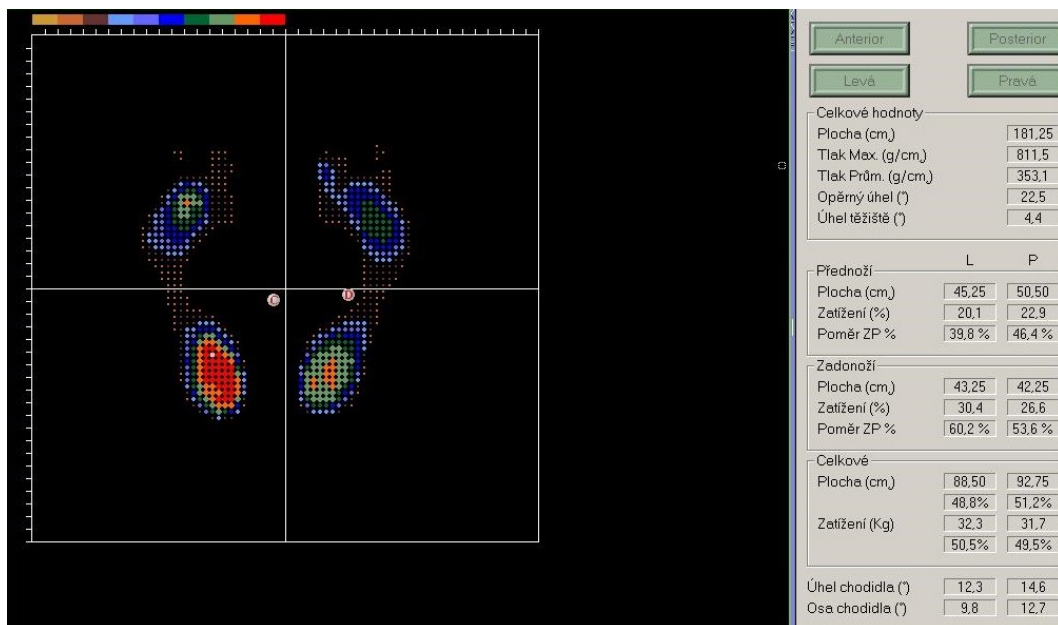 Anterior Posterior
Levá Pravá
Celkové hodnoty
Plocha (cm,) 181,25
Tlak Max. (g/cm,) 811,5
Tlak Prům. (g/cm,) 353,1
Opěrný úhel (°) 22,5
Úhel těžiště (°) 4,4
L P
Přednoží
Plocha (cm,) 45,25 50,50
Zatížení (%) 20,1 22,9
Poměr ZP % 39,8 % 46,4 %
Zadonoží
Plocha (cm,) 43,25 42,25
Zatížení (%) 30,4 26,6
Poměr ZP % 60,2 % 53,6 %
Celkové
Plocha (cm,) 88,50 92,75
48,8% 51,2%
Zatížení (Kg) 32,3 31,7
50,5% 49,5%
Úhel chodidla (°) 12,3 14,6
Osa chodidla (°) 9,8 12,7